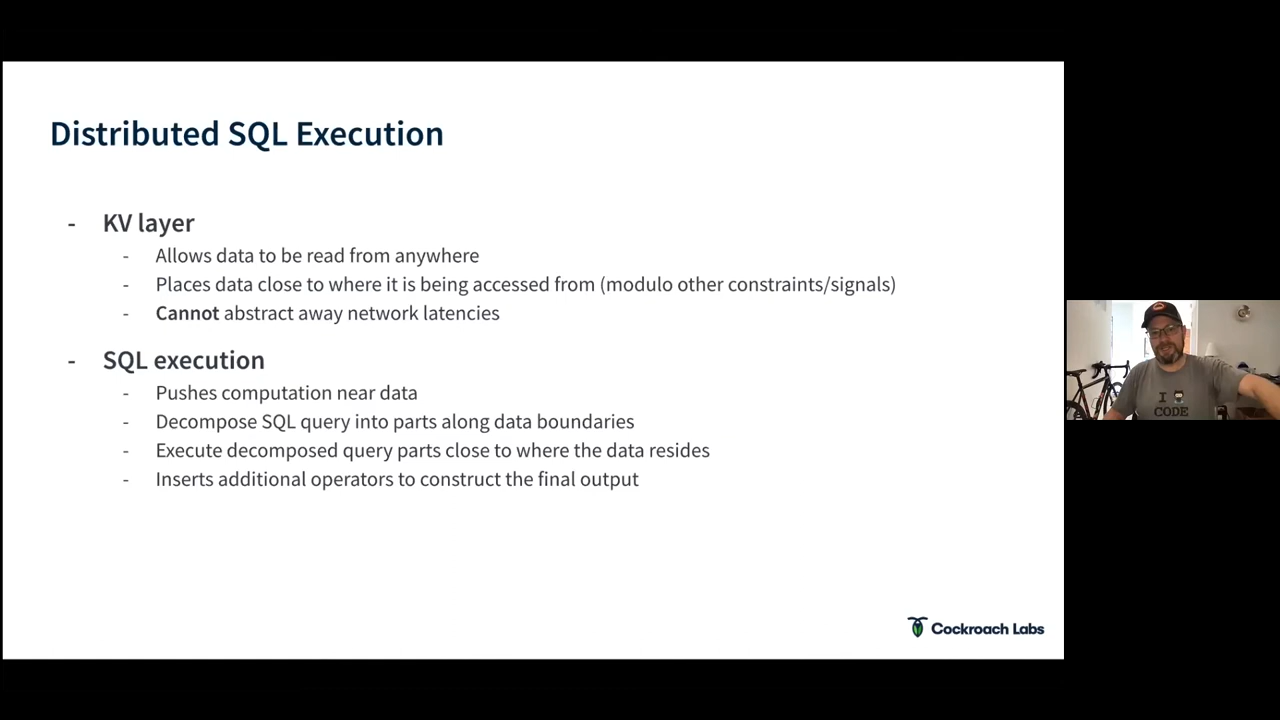 Distributed SQL Execution
- KV layer
- Allows data to be read from anywhere
- Places data close to where it is being accessed from (modulo other constraints/signals)
- Cannot abstract away network latencies
- SQL execution
- Pushes computation near data
- Decompose SQL query into parts along data boundaries
- Execute decomposed query parts close to where the data resides
- Inserts additional operators to construct the final output
Cockroach Labs
I
CODE